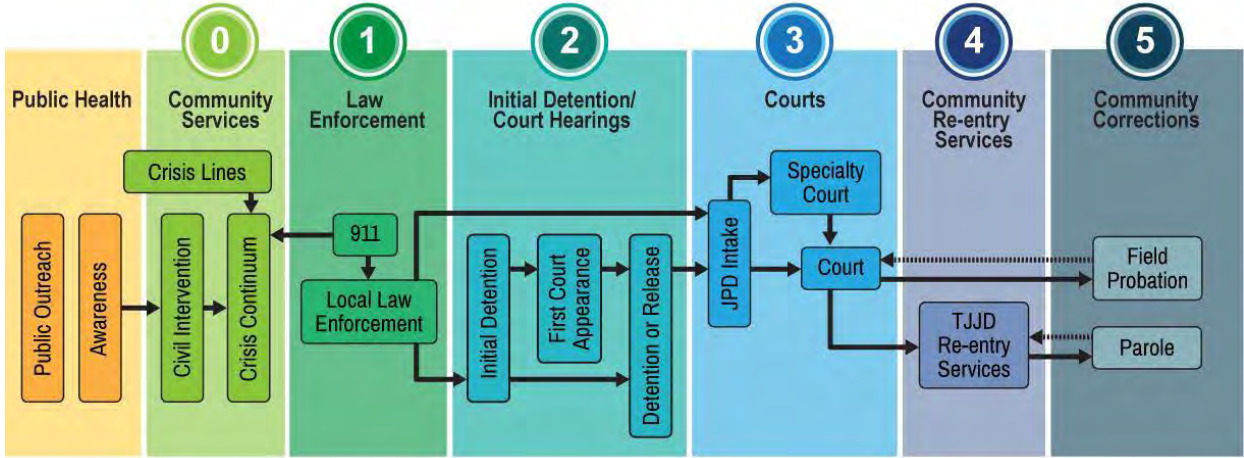 0
1
2
3
4
5
Public Health
Community
Services
Law
Enforcement
Initial Detention/
Court Hearings
Courts
Community
Re-entry
Services
Community
Corrections
Public Outreach
Awareness
Crisis Lines
Civil Intervention
Crisis Continuum
911
Local Law
Enforcement
Initial Detention
First Court
Appearance
Detention or Release
JPD Intake
Specialty
Court
Court
TJJD
Re-entry
Services
Field
Probation
Parole